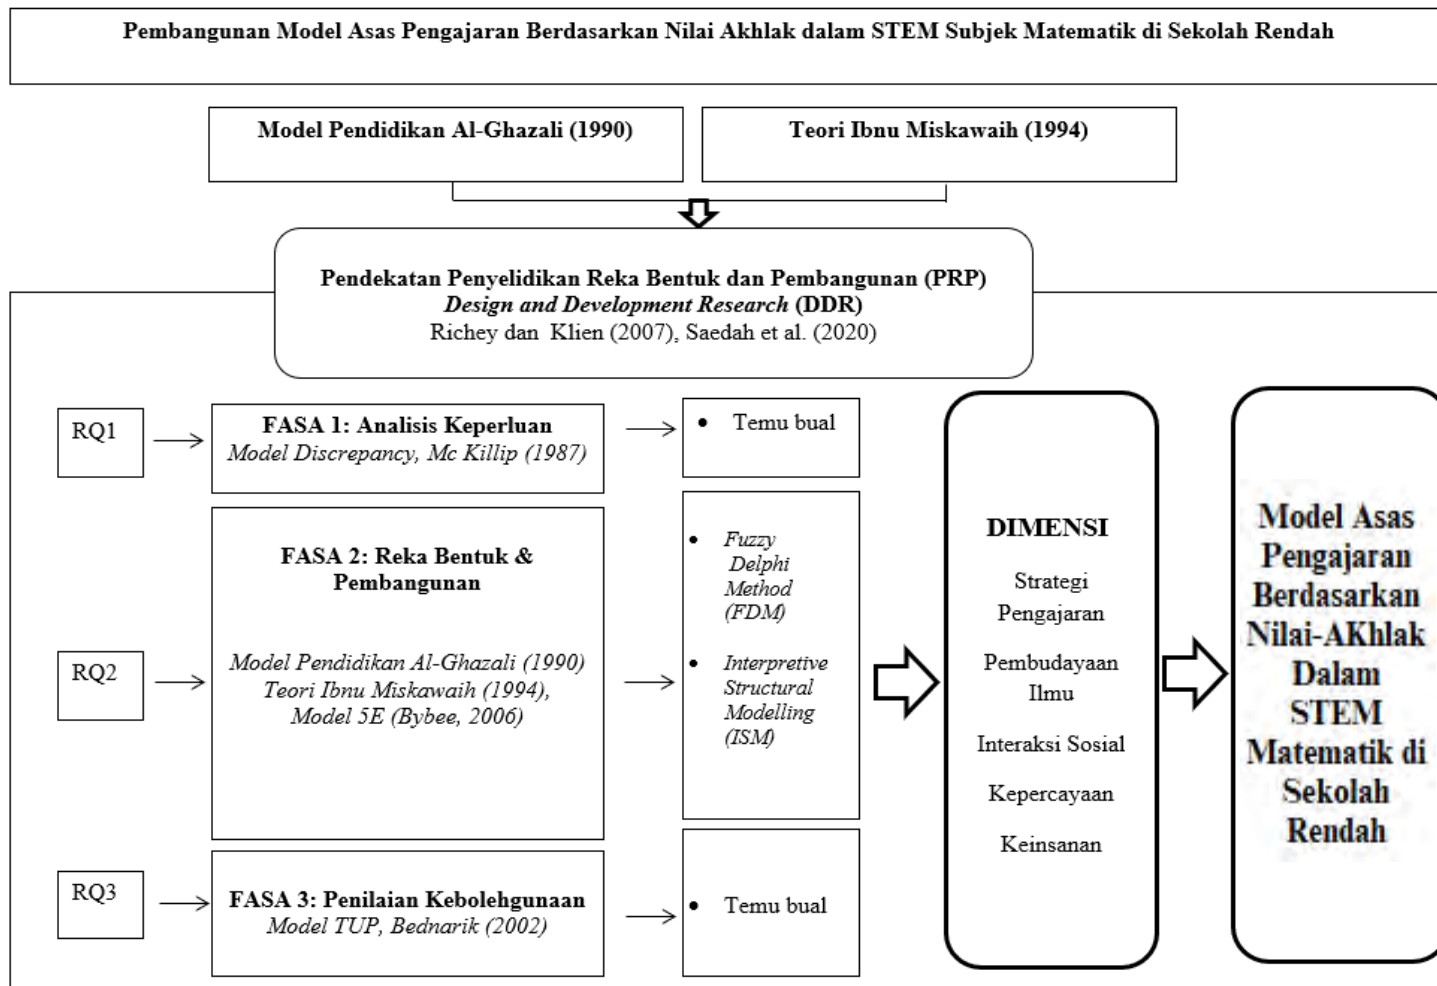 Pembangunan Model Asas Pengajaran Berdasarkan Nilai Akhlak dalam STEM Subjek Matematik di Sekolah Rendah
Model Pendidikan Al-Ghazali (1990)
Teori Ibnu Miskawaih (1994)
Pendekatan Penyelidikan Reka Bentuk dan Pembangunan (PRP)
Design and Development Research (DDR)
Richey dan Klien (2007), Saedah et al. (2020)
RQ1
FASA 1: Analisis Keperluan
Model Discrepancy, Mc Killip (1987)
• Temu bual
RQ2
FASA 2: Reka Bentuk &
Pembangunan
Model Pendidikan Al-Ghazali (1990)
Teori Ibnu Miskawaih (1994),
Model 5E (Bybee, 2006)
• Fuzzy
Delphi
Method
(FDM)
• Interpretive
Structural
Modelling
(ISM)
RQ3
FASA 3: Penilaian Kebolehgunaan
Model TUP, Bednarik (2002)
• Temu bual
DIMENSI
Strategi
Pengajaran
Pembudayaan
Ilmu
Interaksi Sosial
Kepercayaan
Keinsanan
Model Asas
Pengajaran
Berdasarkan
Nilai-AKhlak
Dalam
STEM
Matematik di
Sekolah
Rendah